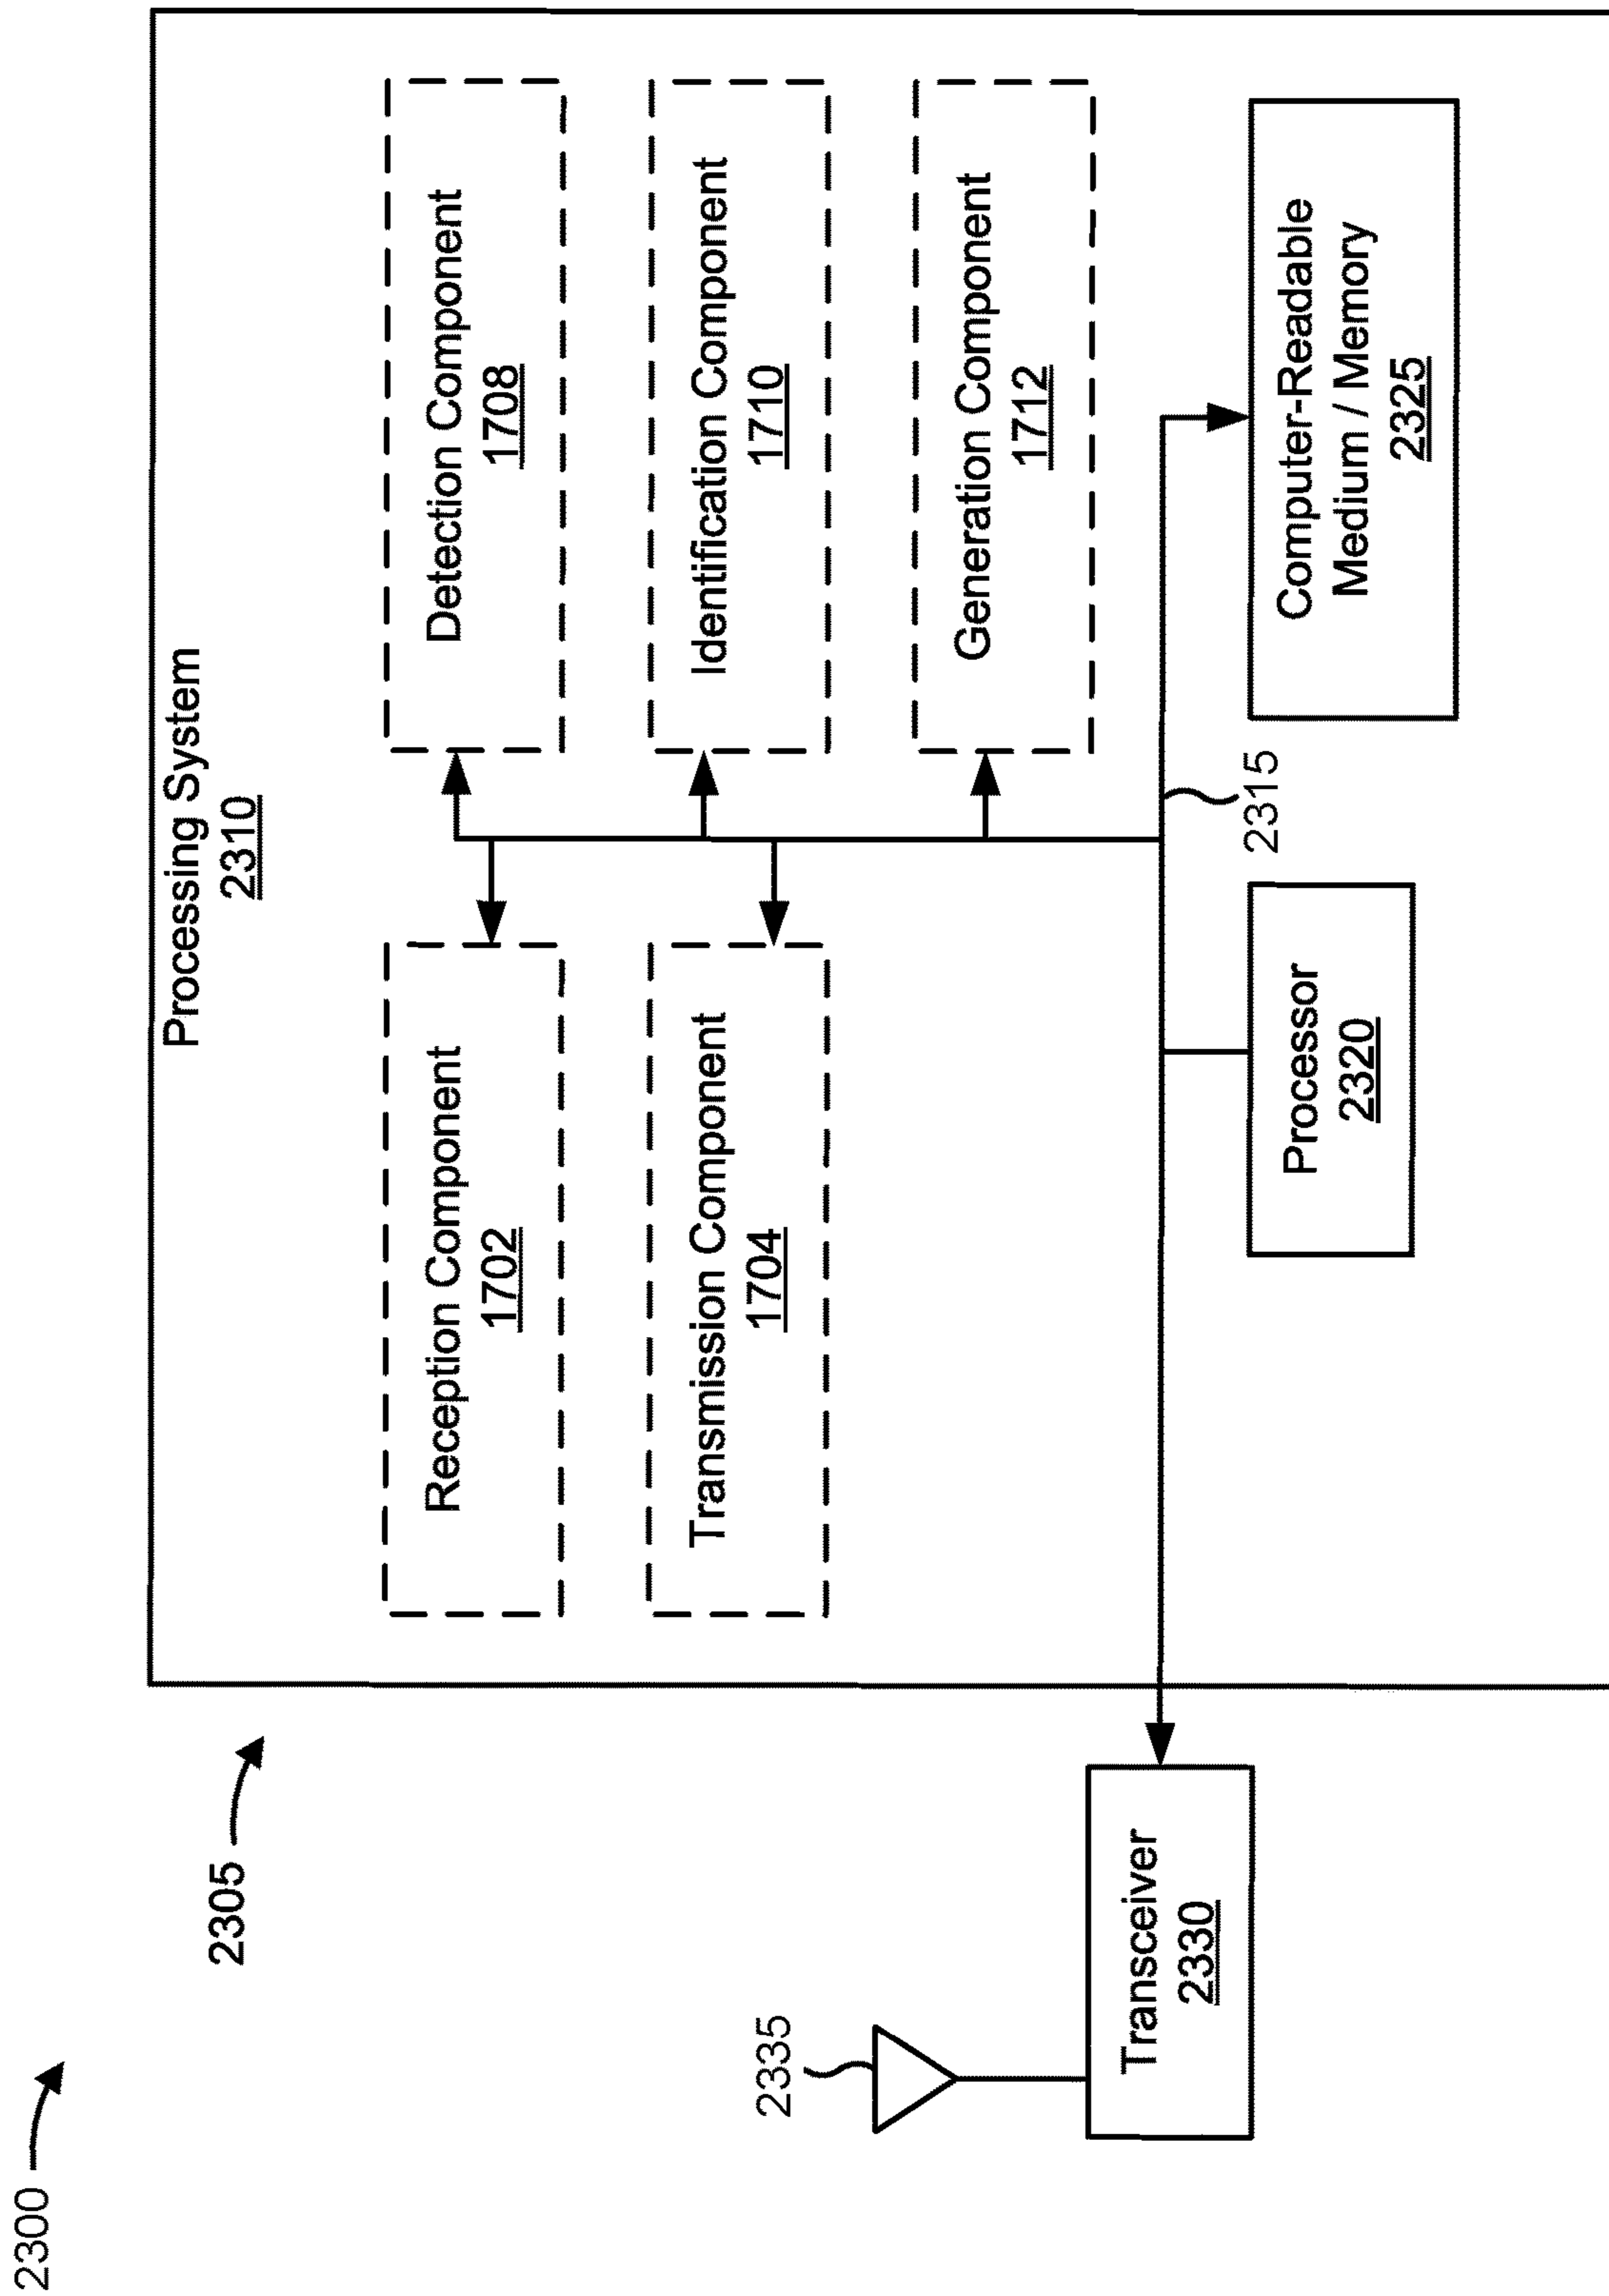 2300
2305
Processing System
2310
Reception Component
1702
Detection Component
1708
Transmission Component
1704
Identification Component
1710
Generation Component
1712
2335
Transceiver
2330
2315
Processor
2320
Computer-Readable
Medium / Memory
2325